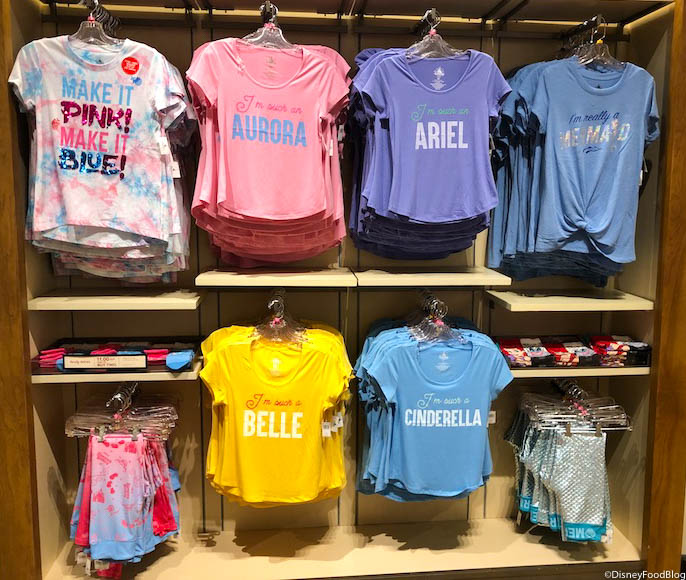 MAKE IT
PINK!
MAKE IT
BLUE!
I'm such an
AURORA
I'm such an
ARIEL
I'm really a
MERMAID
I'm such a
BELLE
I'm such a
CINDERELLA
©DisneyFoodBlog